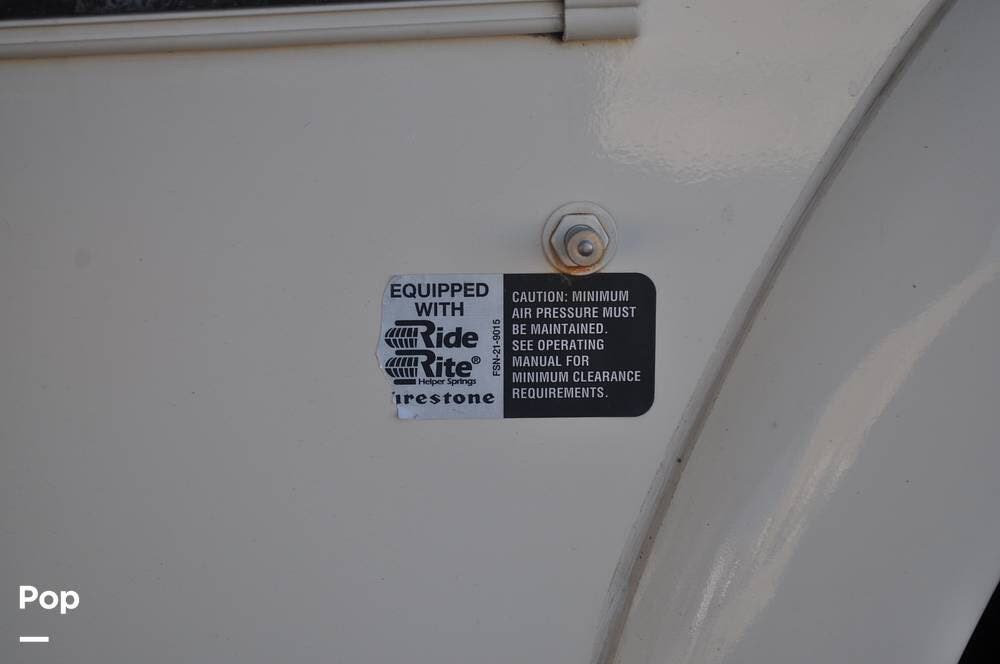 EQUIPPED
WITH
Ride
Rite®
Helper Springs
FSN-21-9015
CAUTION: MINIMUM
AIR PRESSURE MUST
BE MAINTAINED.
SEE OPERATING
MANUAL FOR
MINIMUM CLEARANCE
REQUIREMENTS.
Pop